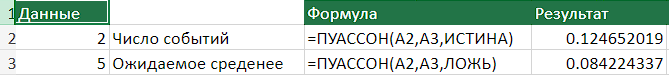 1 Данные Формула Результат
2 2 Число событий =ПУАССОН(A2,A3,ИСТИНА) 0.124652019
3 5 Ожидаемое среденее =ПУАССОН(A2,A3,ЛОЖЬ) 0.084224337